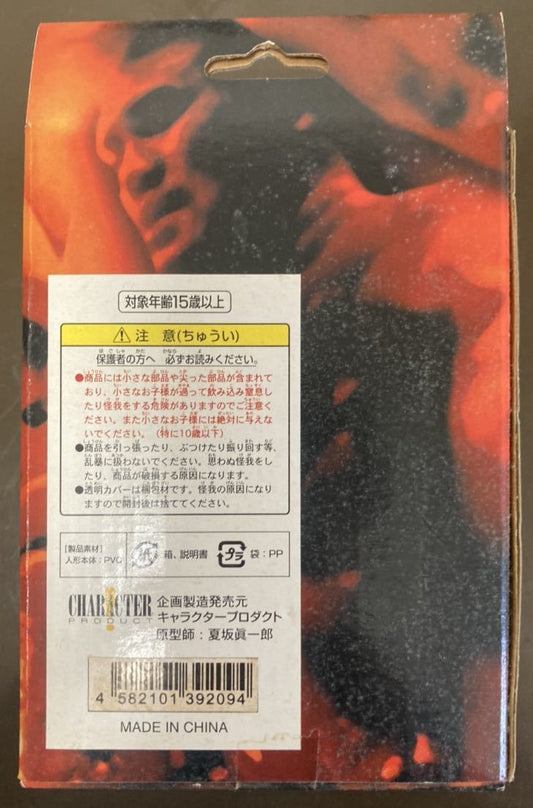 対象年齢15歳以上
⚠注 意(ちゅうい)
保護者の方へ 必ずお読みください。
●商品には小さな部品や尖った部品が含まれて
おり、小さなお子様が過って飲み込み窒息し
たり怪我をする危険がありますのでご注意く
ださい。また小さなお子様には絶対に与えな
いでください。(特に10歳以下)
●商品を引っ張ったり、ぶつけたり振り回す等、
乱暴に扱わないでください。思わぬ怪我をし
たり、商品が破損する原因になります。
●透明カバーは梱包材です。怪我の原因になり
ますので開封後は捨ててください。
[製品素材]
人形本体:PVC
紙 箱、説明書
プラ 袋:PP
CHARACTER
PRODUCT
企画製造発売元
キャラクタープロダクト
原型師:夏坂眞一郎
4 582101 392094
MADE IN CHINA